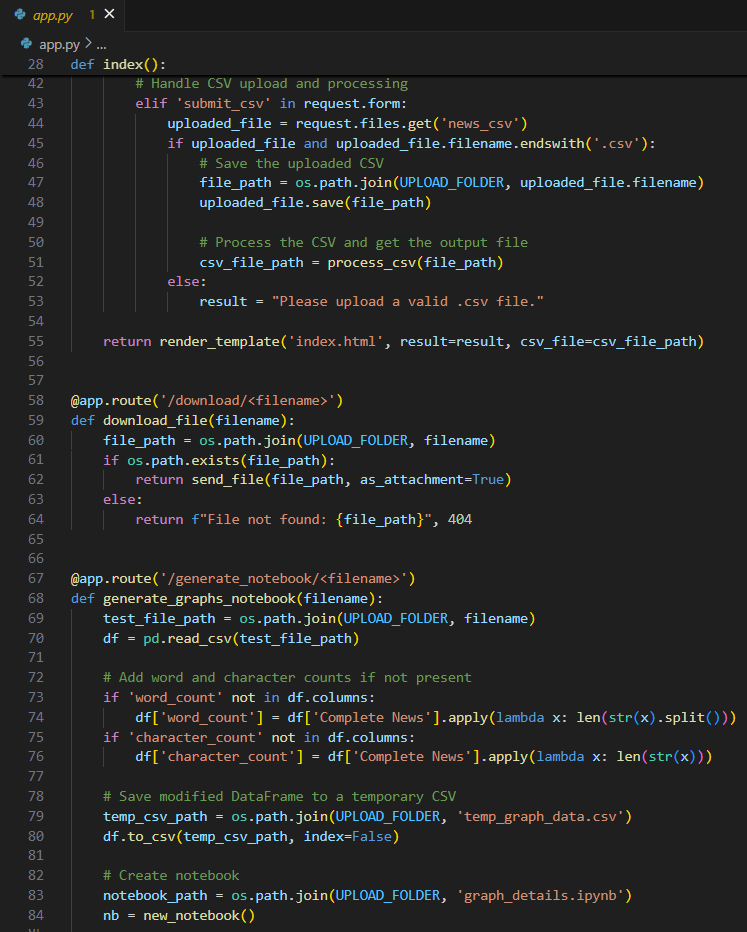 app.py 1 ×
app.py > ...
28 def index():
42 # Handle CSV upload and processing
43 elif 'submit_csv' in request.form:
44 uploaded_file = request.files.get('news_csv')
45 if uploaded_file and uploaded_file.filename.endswith('.csv'):
46 # Save the uploaded CSV
47 file_path = os.path.join(UPLOAD_FOLDER, uploaded_file.filename)
48 uploaded_file.save(file_path)
49
50 # Process the CSV and get the output file
51 csv_file_path = process_csv(file_path)
52 else:
53 result = "Please upload a valid .csv file."
54
55 return render_template('index.html', result=result, csv_file=csv_file_path)
56
57
58 @app.route('/download/<filename>')
59 def download_file(filename):
60 file_path = os.path.join(UPLOAD_FOLDER, filename)
61 if os.path.exists(file_path):
62 return send_file(file_path, as_attachment=True)
63 else:
64 return f"File not found: {file_path}", 404
65
66
67 @app.route('/generate_notebook/<filename>')
68 def generate_graphs_notebook(filename):
69 test_file_path = os.path.join(UPLOAD_FOLDER, filename)
70 df = pd.read_csv(test_file_path)
71
72 # Add word and character counts if not present
73 if 'word_count' not in df.columns:
74 df['word_count'] = df['Complete News'].apply(lambda x: len(str(x).split()))
75 if 'character_count' not in df.columns:
76 df['character_count'] = df['Complete News'].apply(lambda x: len(str(x)))
77
78 # Save modified DataFrame to a temporary CSV
79 temp_csv_path = os.path.join(UPLOAD_FOLDER, 'temp_graph_data.csv')
80 df.to_csv(temp_csv_path, index=False)
81
82 # Create notebook
83 notebook_path = os.path.join(UPLOAD_FOLDER, 'graph_details.ipynb')
84 nb = new_notebook()